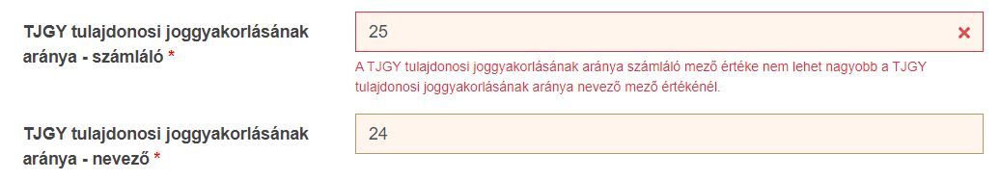 TJGY tulajdonosi joggyakorlásának
aránya - számláló *
25
A TJGY tulajdonosi joggyakorlásának aránya számláló mező értéke nem lehet nagyobb a TJGY
tulajdonosi joggyakorlásának aránya nevező mező értékénél.
TJGY tulajdonosi joggyakorlásának
aránya - nevező *
24